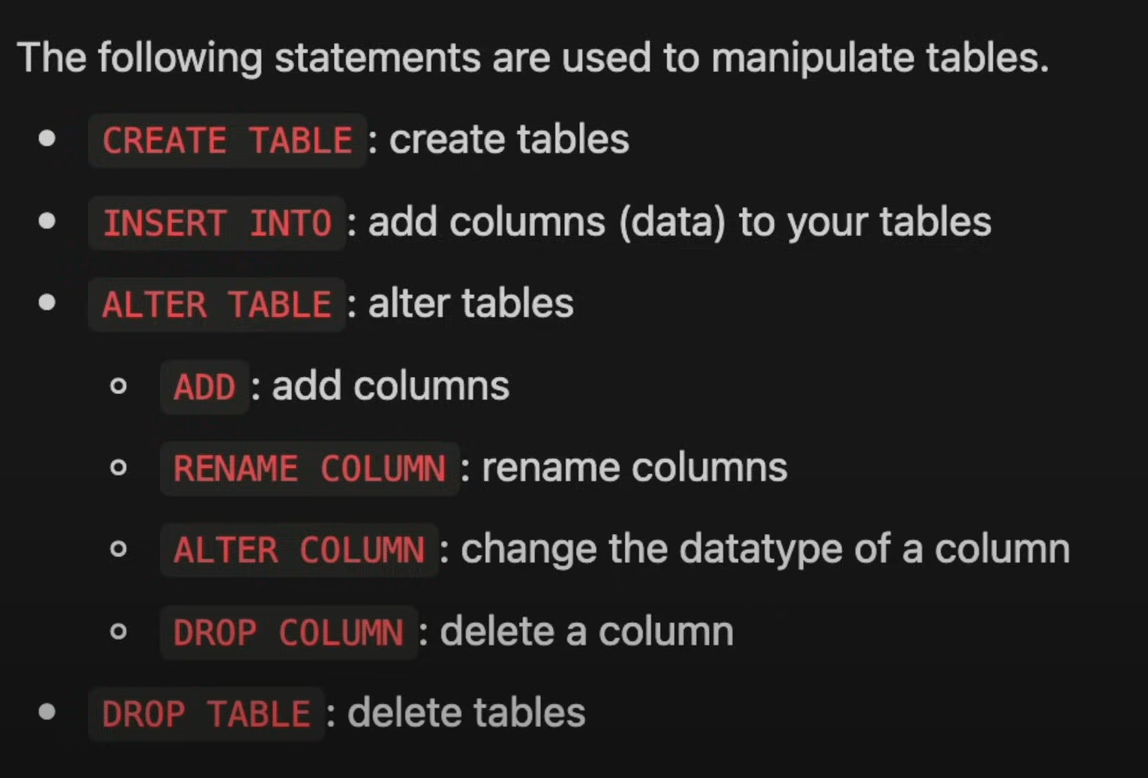 The following statements are used to manipulate tables.
CREATE TABLE : create tables
INSERT INTO : add columns (data) to your tables
ALTER TABLE : alter tables
ADD : add columns
RENAME COLUMN : rename columns
ALTER COLUMN : change the datatype of a column
DROP COLUMN : delete a column
DROP TABLE : delete tables